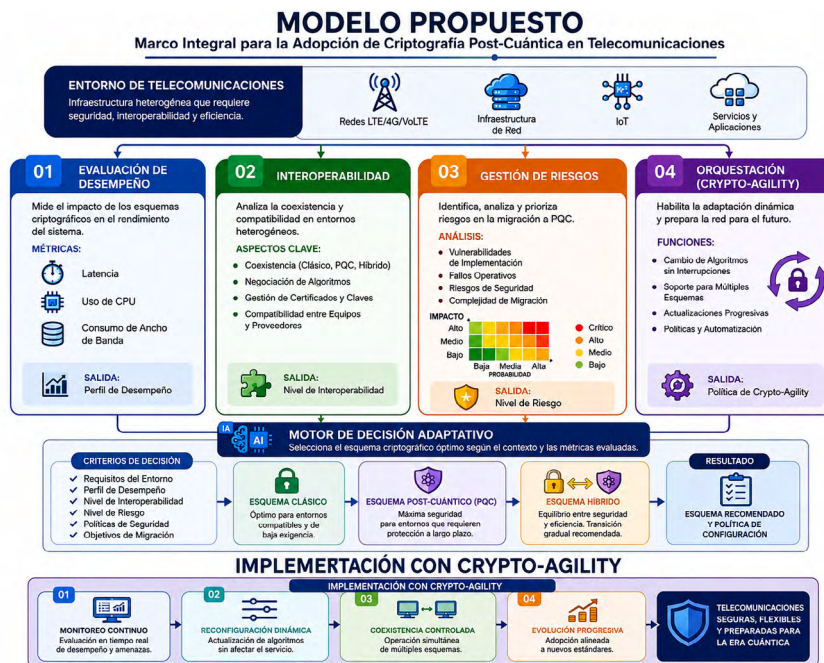 MODELO PROPUESTO
Marco Integral para la Adopción de Criptografía Post-Cuántica en Telecomunicaciones
ENTORNO DE TELECOMUNICACIONES
Infraestructura heterogénea que requiere
seguridad, interoperabilidad y eficiencia.
Redes LTE/4G/VoLTE
Infraestructura
de Red
IoT
Servicios y
Aplicaciones
01
EVALUACIÓN DE
DESEMPEÑO
Mide el impacto de los esquemas
criptográficos en el rendimiento
del sistema.
MÉTRICAS:
Latencia
Uso de CPU
Consumo de Ancho
de Banda
SALIDA:
Perfil de Desempeño
02
INTEROPERABILIDAD
Analiza la coexistencia y
compatibilidad en entornos
heterogéneos.
ASPECTOS CLAVE:
• Coexistencia (Clásico, PQC, Híbrido)
• Negociación de Algoritmos
• Gestión de Certificados y Claves
• Compatibilidad entre Equipos
y Proveedores
SALIDA:
Nivel de Interoperabilidad
03
GESTIÓN DE RIESGOS
Identifica, analiza y prioriza
riesgos en la migración a PQC.
ANÁLISIS:
• Vulnerabilidades
de Implementación
• Fallos Operativos
• Riesgos de Seguridad
• Complejidad de Migración
IMPACTO
Alto
Medio
Bajo
Baja Media Alta
PROBABILIDAD
Crítico
Alto
Medio
Bajo
SALIDA:
Nivel de Riesgo
04
ORQUESTACIÓN
(CRYPTO-AGILITY)
Habilita la adaptación dinámica
y prepara la red para el futuro.
FUNCIONES:
• Cambio de Algoritmos
sin Interrupciones
• Soporte para Múltiples
Esquemas
• Actualizaciones Progresivas
• Políticas y Automatización
SALIDA:
Política de Crypto-Agility
IA
AI
MOTOR DE DECISIÓN ADAPTATIVO
Selecciona el esquema criptográfico óptimo según el contexto y las métricas evaluadas.
CRITERIOS DE DECISIÓN
✓ Requisitos del Entorno
✓ Perfil de Desempeño
✓ Nivel de Interoperabilidad
✓ Nivel de Riesgo
✓ Políticas de Seguridad
✓ Objetivos de Migración
ESQUEMA CLÁSICO
Óptimo para entornos
compatibles y de
baja exigencia.
ESQUEMA POST-CUÁNTICO (PQC)
Máxima seguridad
para entornos que requieren
protección a largo plazo.
ESQUEMA HÍBRIDO
Equilibrio entre seguridad
y eficiencia. Transición
gradual recomendada.
RESULTADO
ESQUEMA RECOMENDADO
Y POLÍTICA DE
CONFIGURACIÓN
IMPLEMERTACIÓN CON CRYPTO-AGILITY
IMPLEMENTACIÓN CON CRYPTO-AGILITY
01
MONITOREO CONTINUO
Evaluación en tiempo real
de desempeño y amenazas.
02
RECONFIGURACIÓN DINÁMICA
Actualización de algoritmos
sin afectar el servicio.
03
COEXISTENCIA CONTROLADA
Operación simultánea
de múltiples esquemas.
04
EVOLUCIÓN PROGRESIVA
Adopción alineada
a nuevos estándares.
TELECOMUNICACIONES
SEGURAS, FLEXIBLES
Y PREPARADAS PARA
LA ERA CUÁNTICA